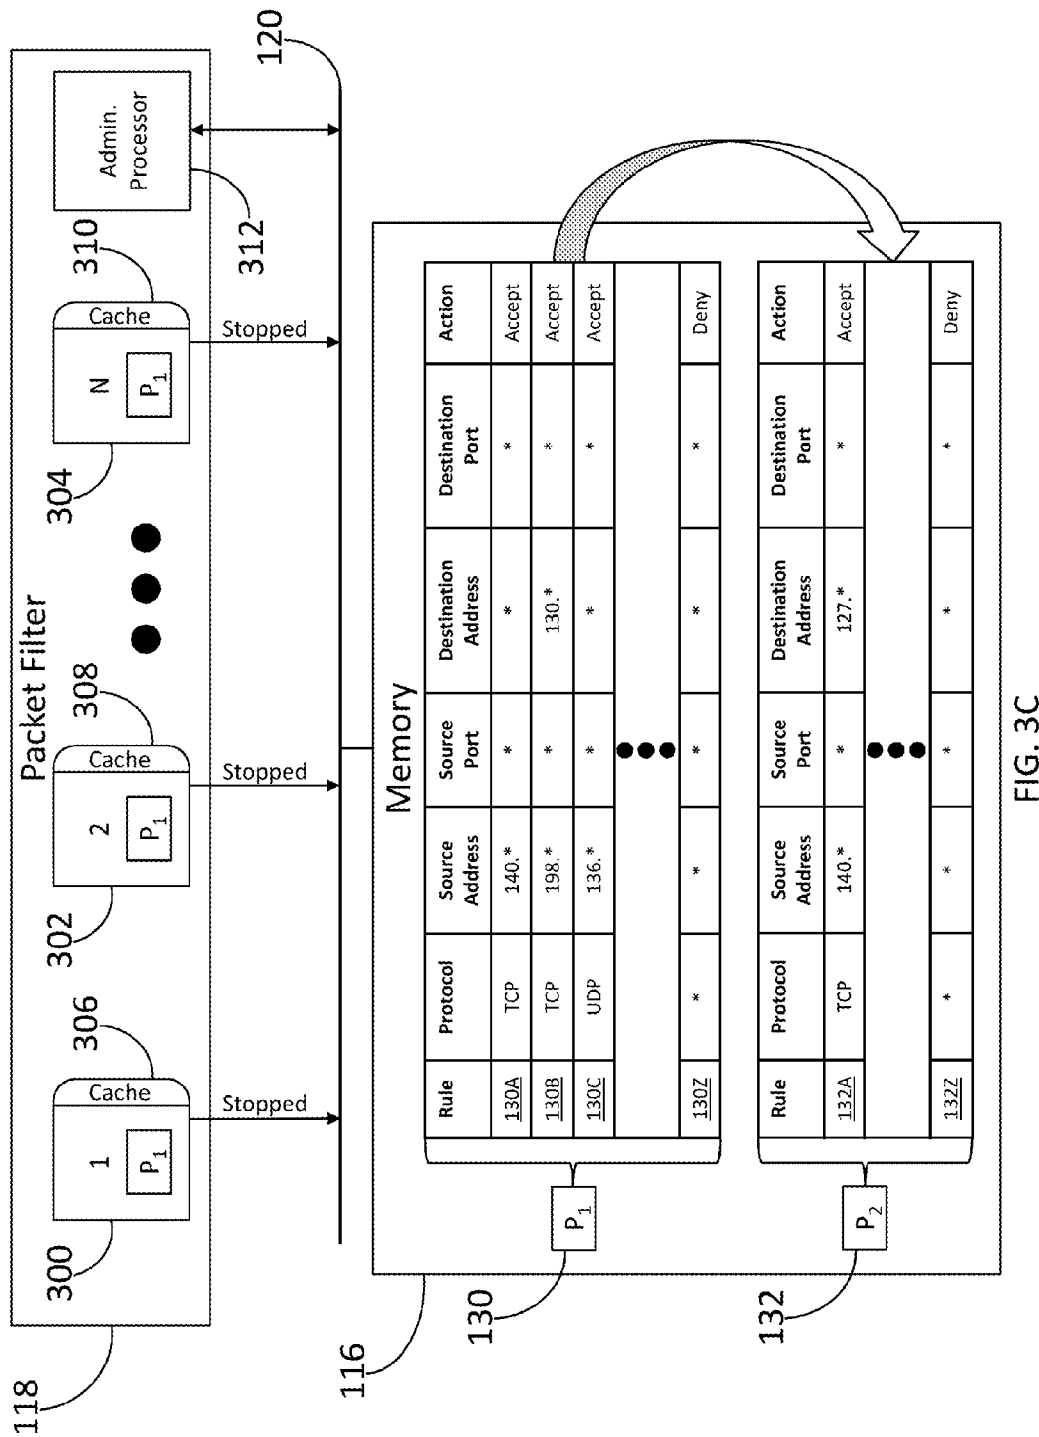 118
Packet Filter
300
1
P1
Cache
306
302
2
P1
Cache
308
304
N
P1
Cache
310
Admin.
Processor
312
Stopped
Stopped
Stopped
120
116
Memory
130
P1
Rule Protocol Source Address Source Port Destination Address Destination Port Action
130A TCP 140.* * * * Accept
130B TCP 198.* * 130.* * Accept
130C UDP 136.* * * * Accept
130Z * * * * * Deny
132
P2
Rule Protocol Source Address Source Port Destination Address Destination Port Action
132A TCP 140.* * 127.* * Accept
132Z * * * * * Deny
FIG. 3C